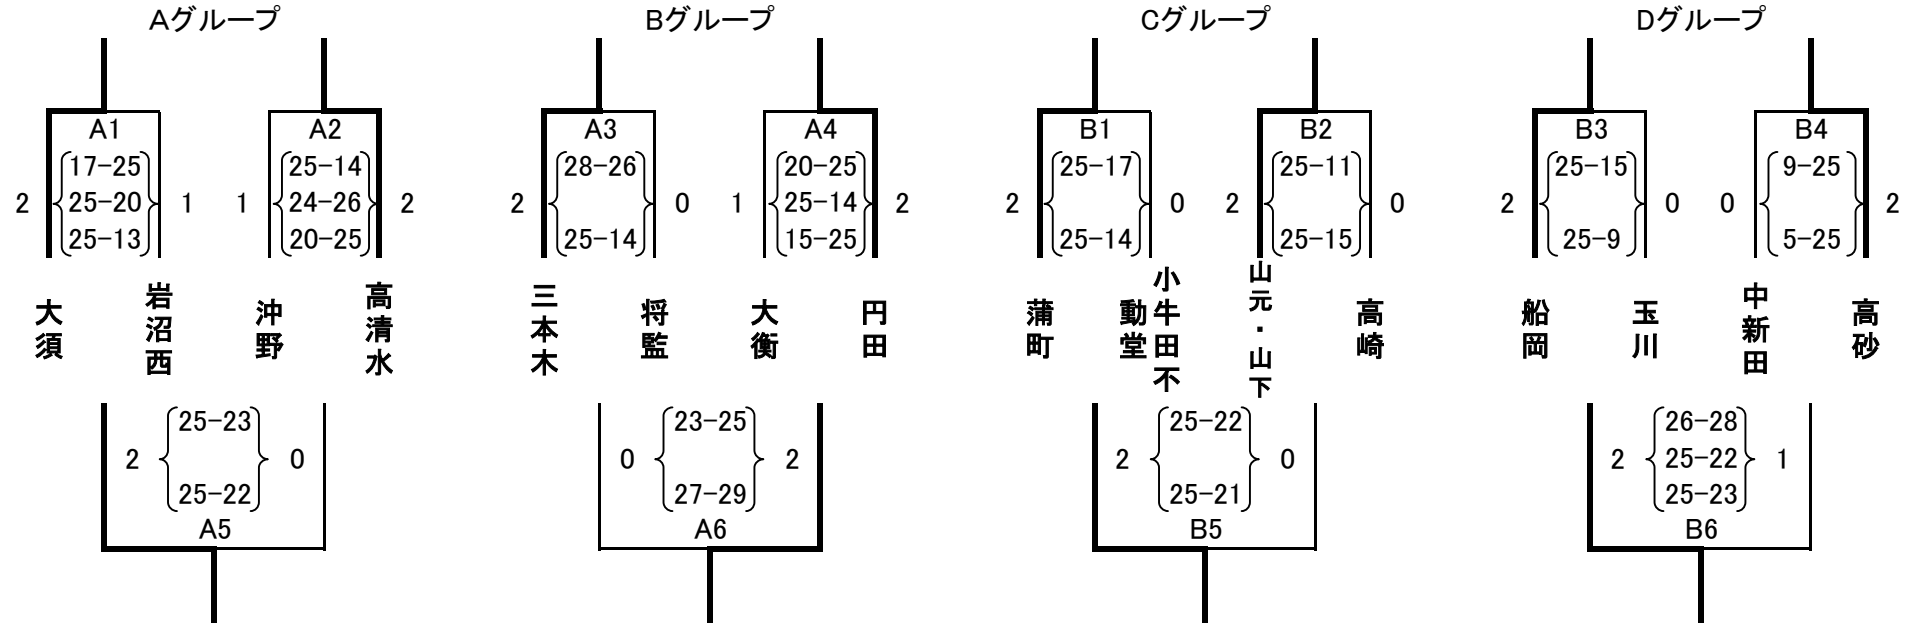 Aグループ
A1
2 17-25 1
25-20
25-13
大須
岩沼西
A2
1 25-14 2
24-26
20-25
沖野
高清水
2 25-23 0
25-22
A5
Bグループ
A3
2 28-26 0
25-14
三本木
将監
A4
1 20-25 2
25-14
15-25
大衡
円田
0 23-25 2
27-29
A6
Cグループ
B1
2 25-17 0
25-14
蒲町
小牛田不
動堂
B2
2 25-11 0
25-15
山元・山下
高崎
2 25-22 0
25-21
B5
Dグループ
B3
2 25-15 0
25-9
船岡
玉川
B4
0 9-25 2
5-25
中新田
高砂
2 26-28 1
25-22
25-23
B6